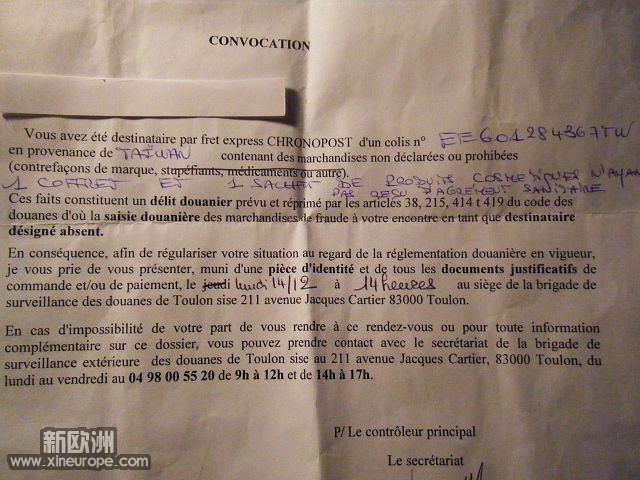 CONVOCATION
Vous avez été destinataire par fret express CHRONOPOST d'un colis n° EE601284367TW
en provenance de TAÏWAN contenant des marchandises non déclarées ou prohibées
(contrefaçons de marque, stupéfiants, médicaments ou autre).
1 COFFRET ET 1 SACHET DE PRODUITS COSMETIQUES N'AYANT
PAS RESU D'AGREMENT SANITAIRE
Ces faits constituent un délit douanier prévu et réprimé par les articles 38, 215, 414 t 419 du code des
douanes d'où la saisie douanière des marchandises de fraude à votre encontre en tant que destinataire
désigné absent.
En conséquence, afin de régulariser votre situation au regard de la réglementation douanière en vigueur,
je vous prie de vous présenter, muni d'une pièce d'identité et de tous les documents justificatifs de
commande et/ou de paiement, le jeudi lundi 14/12 à 14 heures au siège de la brigade de
surveillance des douanes de Toulon sise 211 avenue Jacques Cartier 83000 Toulon.
En cas d'impossibilité de votre part de vous rendre à ce rendez-vous ou pour toute information
complémentaire sur ce dossier, vous pouvez prendre contact avec le secrétariat de la brigade de
surveillance extérieure des douanes de Toulon sise au 211 avenue Jacques Cartier, 83000 Toulon, du
lundi au vendredi au 04 98 00 55 20 de 9h à 12h et de 14h à 17h.
P/ Le contrôleur principal
Le secrétariat
新欧洲
www.xineurope.com